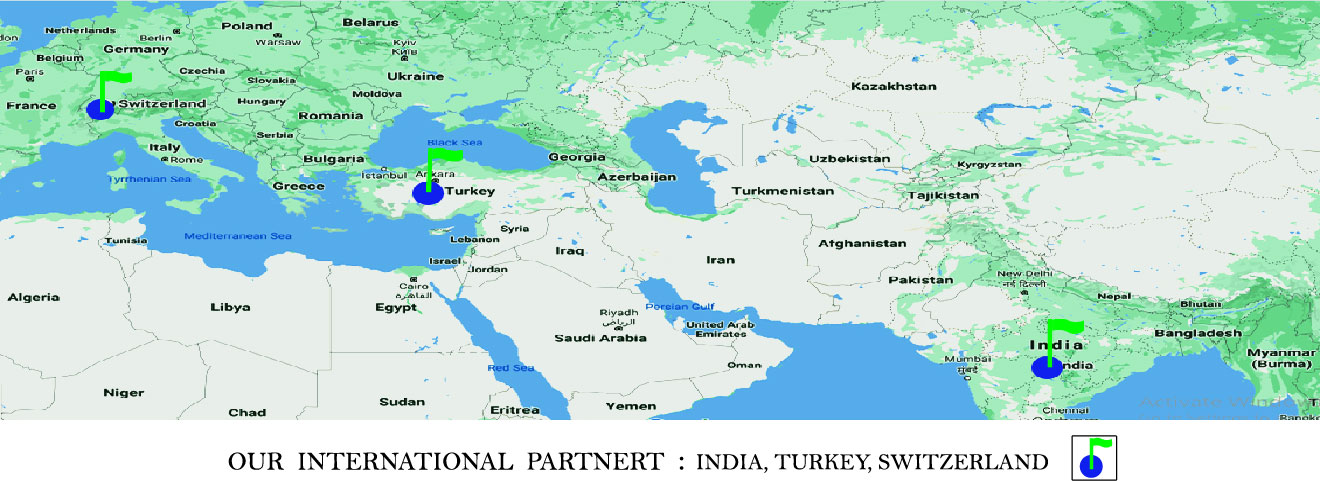 Netherlands
Berlin
Poland
Belarus
Germany
Warsaw
Kyiv
Київ
Belgium
Paris
Czechia
Slovakia
Ukraine
France
Switzerland
Hungary
Moldova
Croatia
Romania
Kazakhstan
Serbia
Italy
Rome
Bulgaria
Black Sea
Georgia
Uzbekistan
Kyrgyzstan
Tyrrhenian Sea
Greece
Istanbul
Ankara
Turkey
Azerbaijan
Turkmenistan
Tajikistan
Tunisia
Mediterranean Sea
Syria
Lebanon
Iraq
Iran
Afghanistan
Israel
Jordan
Pakistan
New Delhi
नई दिल्ली
Algeria
Libya
Cairo
القاهرة
Egypt
Persian Gulf
Nepal
Bhutan
Riyadh
الرياض
United Arab
Emirates
Saudi Arabia
Bangladesh
India
Myanmar
(Burma)
Red Sea
Oman
Mumbai
मुंबई
ndia
Niger
Chad
Sudan
Eritrea
Yemen
Chennai
OUR INTERNATIONAL PARTNERT : INDIA, TURKEY, SWITZERLAND